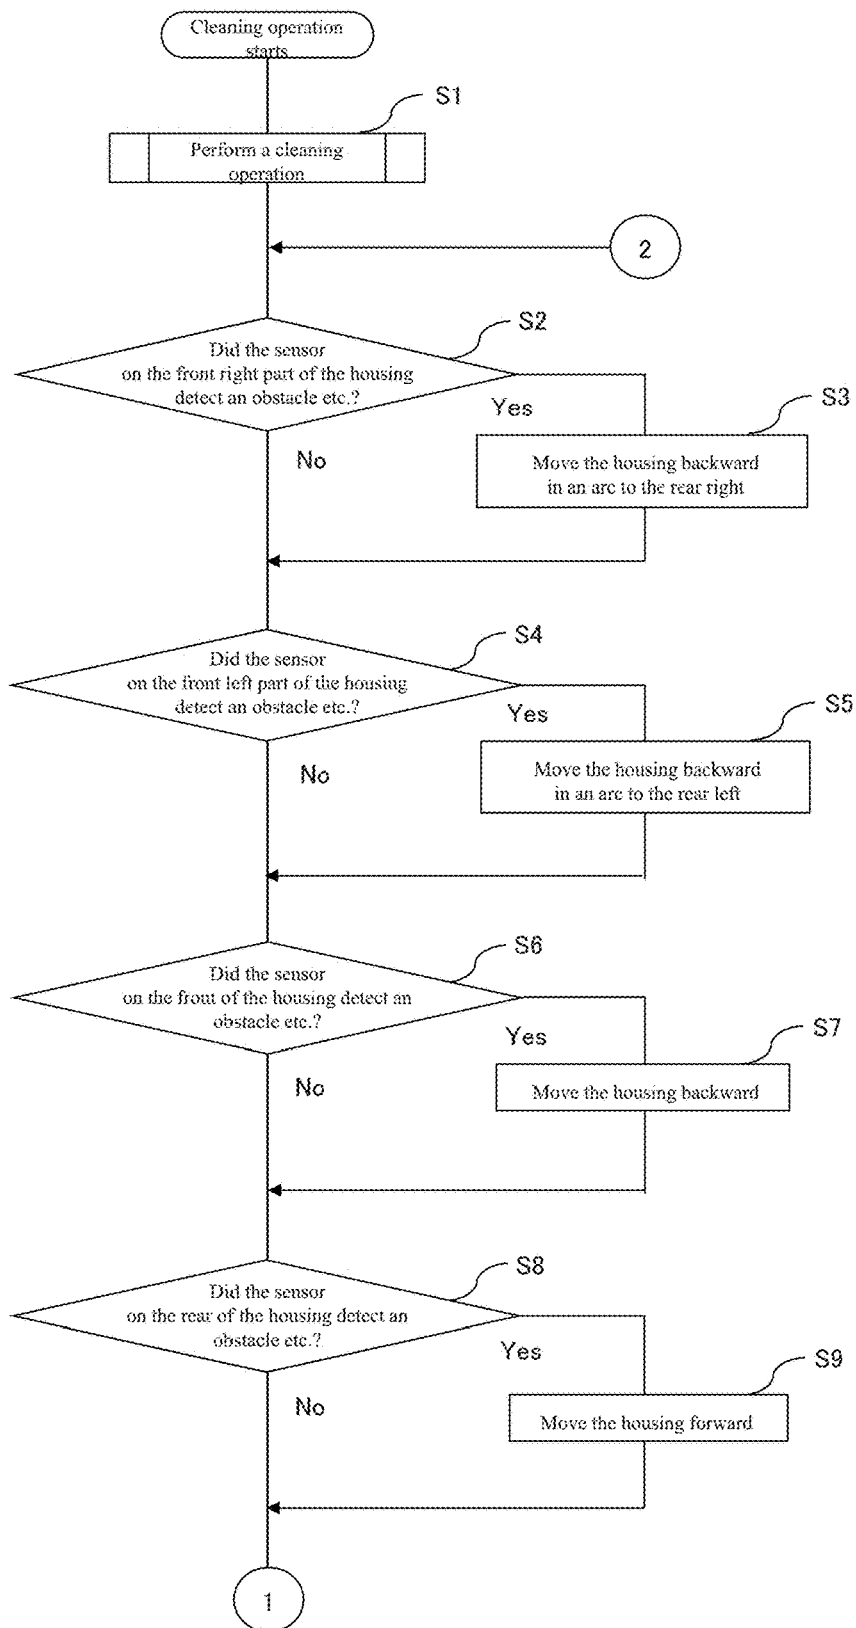 Cleaning operation
starts
S1
Perform a cleaning
operation
2
S2
Did the sensor
on the front right part of the housing
detect an obstacle etc.?
Yes
S3
No
Move the housing backward
in an arc to the rear right
S4
Did the sensor
on the front left part of the housing
detect an obstacle etc.?
Yes
S5
No
Move the housing backward
in an arc to the rear left
S6
Did the sensor
on the front of the housing detect an
obstacle etc.?
Yes
S7
No
Move the housing backward
S8
Did the sensor
on the rear of the housing detect an
obstacle etc.?
Yes
S9
No
Move the housing forward
1